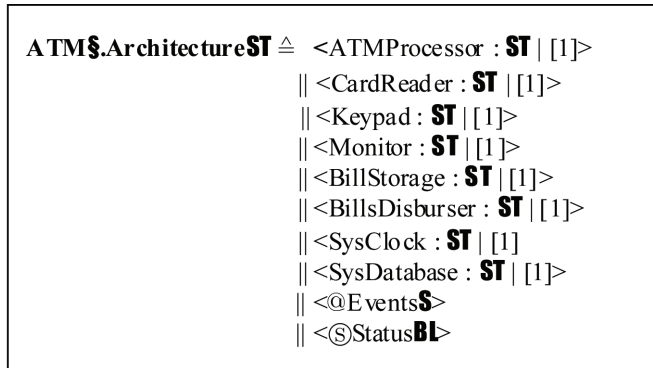 ATM§.ArchitectureST ≙ <ATMProcessor : ST | [1]>
|| <CardReader : ST | [1]>
|| <Keypad : ST | [1]>
|| <Monitor : ST | [1]>
|| <BillStorage : ST | [1]>
|| <BillsDisburser : ST | [1]>
|| <SysClock : ST | [1]
|| <SysDatabase : ST | [1]>
|| <@EventsS>
|| <ⓈStatusBL>